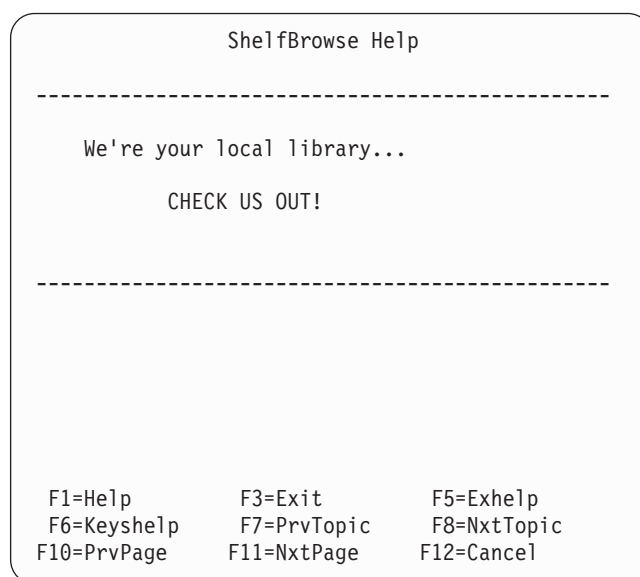 ShelfBrowse Help
------------------------------------------------
We're your local library...
CHECK US OUT!
------------------------------------------------
F1=Help F3=Exit F5=Exhelp
F6=Keyshelp F7=PrvTopic F8=NxtTopic
F10=PrvPage F11=NxtPage F12=Cancel